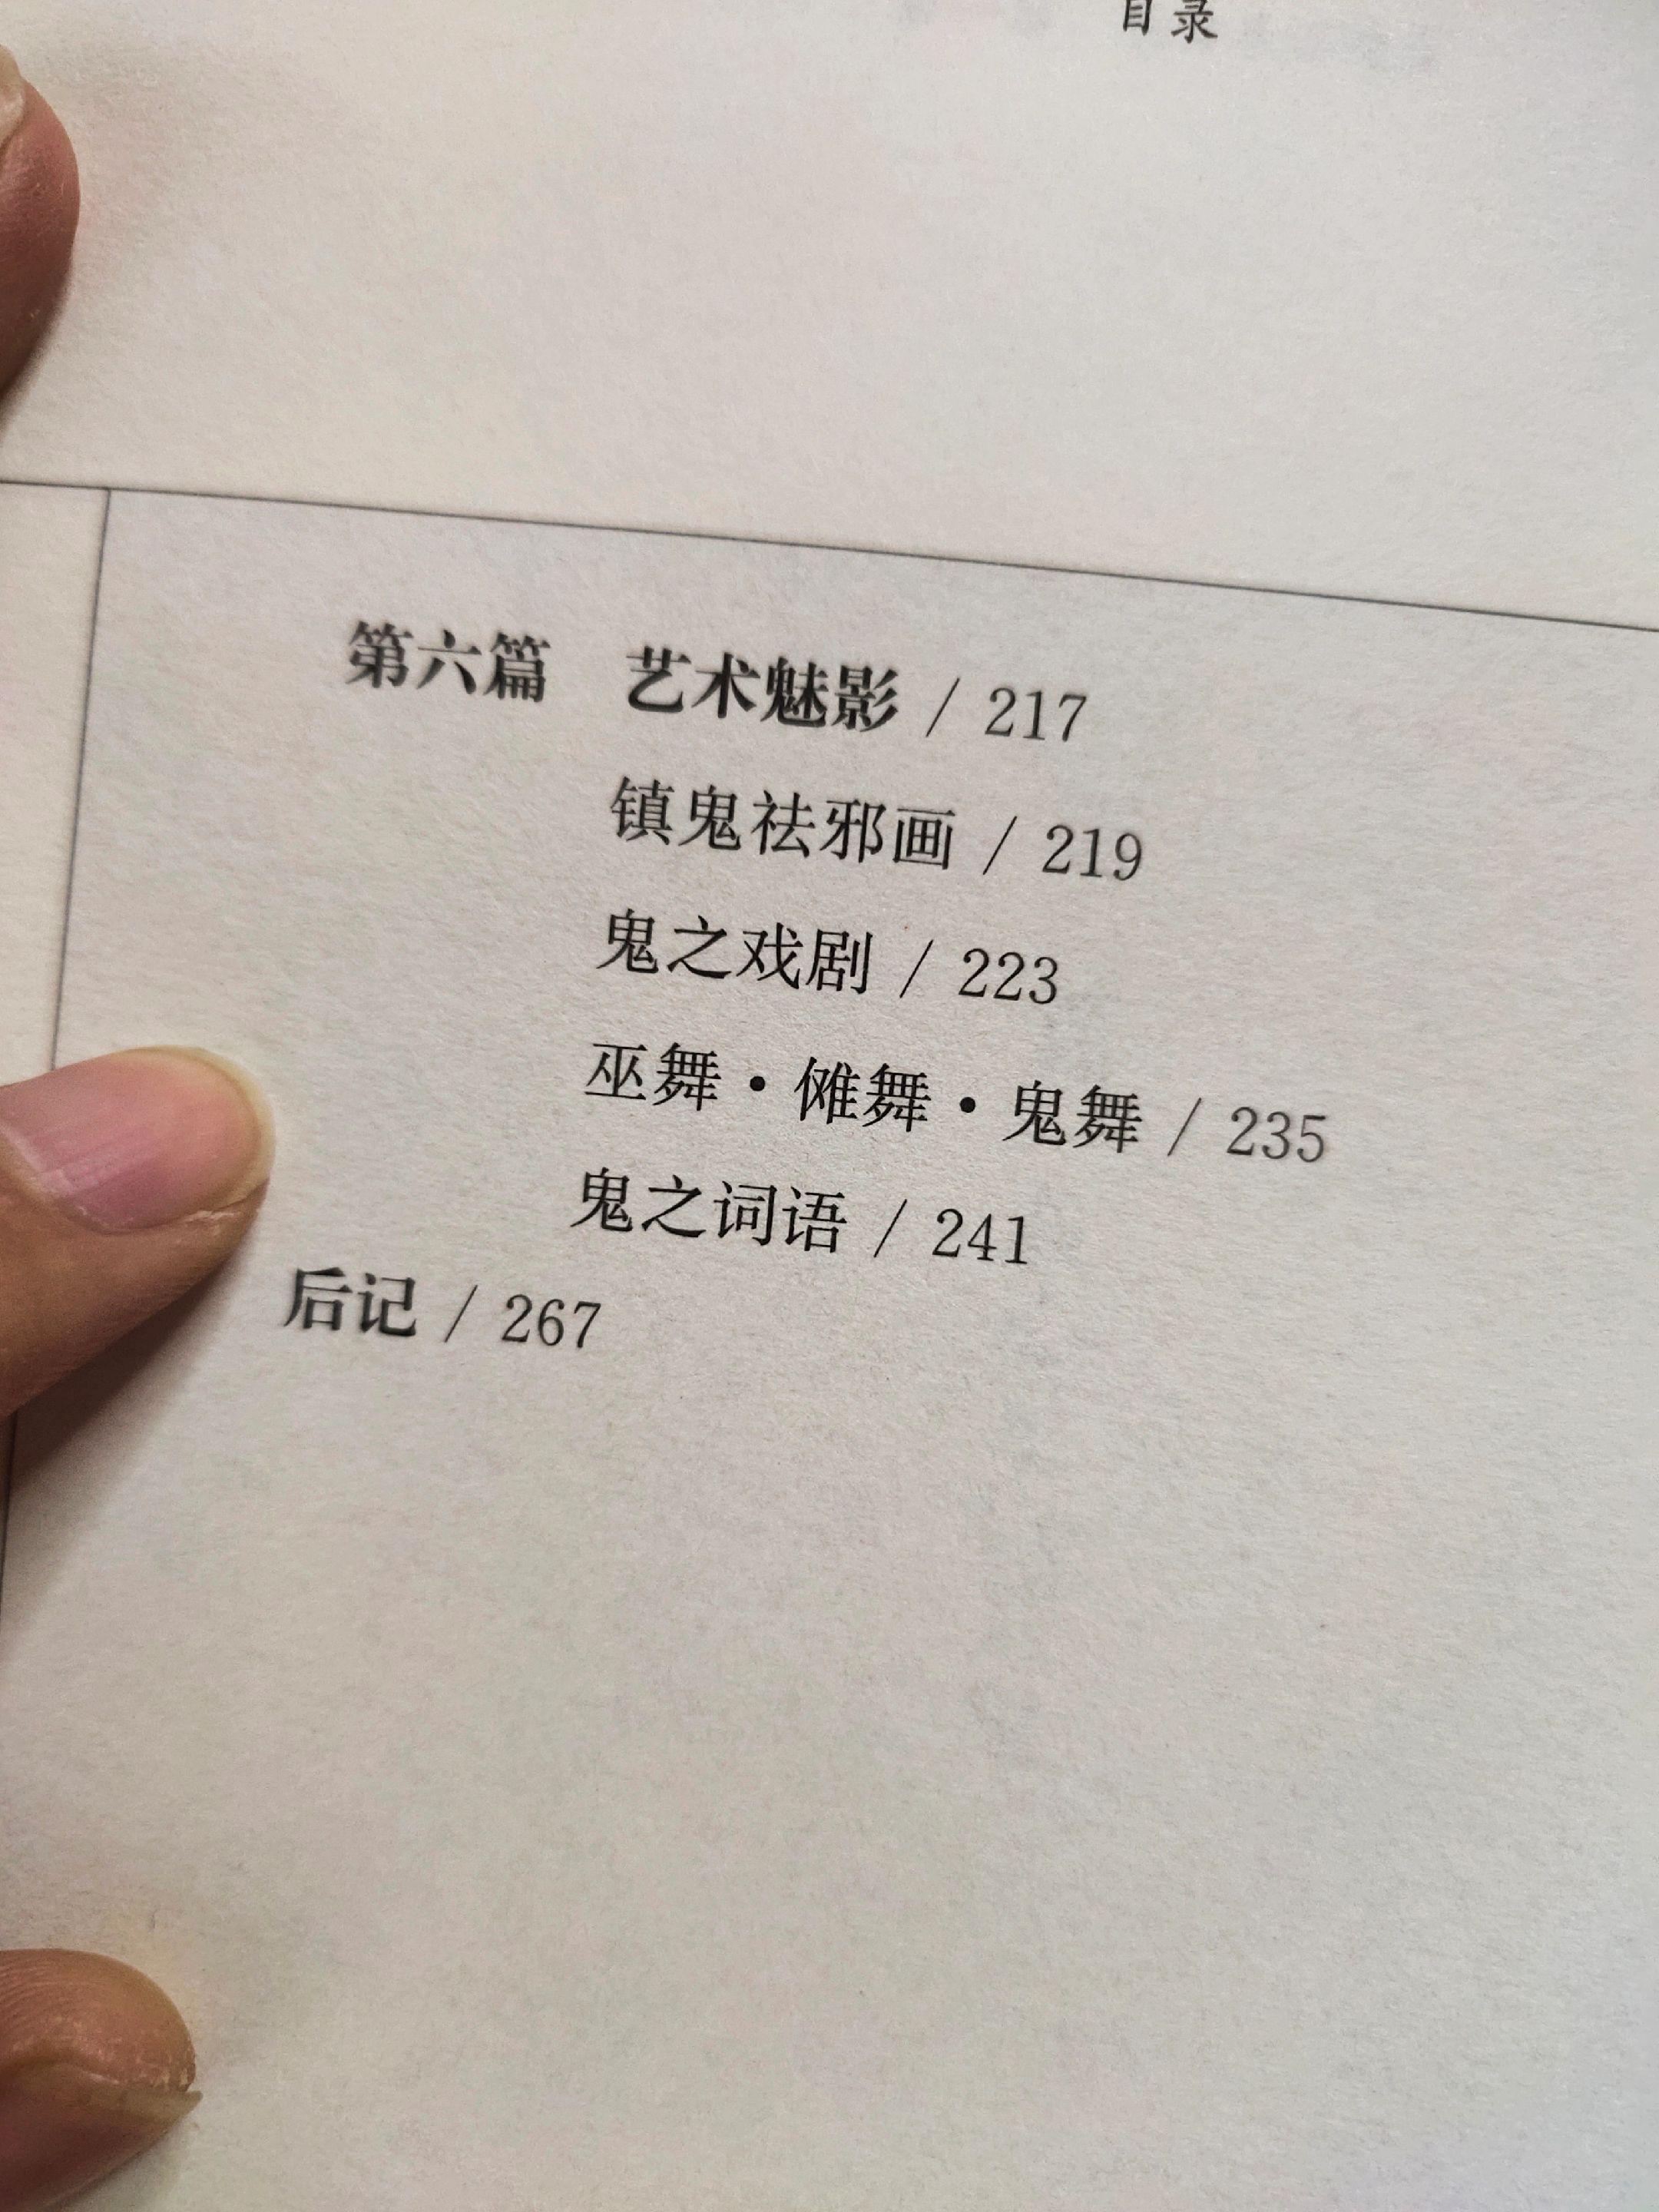 目录
第六篇 艺术魅影 / 217
镇鬼祛邪画 / 219
鬼之戏剧 / 223
巫舞·傩舞·鬼舞 / 235
鬼之词语 / 241
后记 / 267